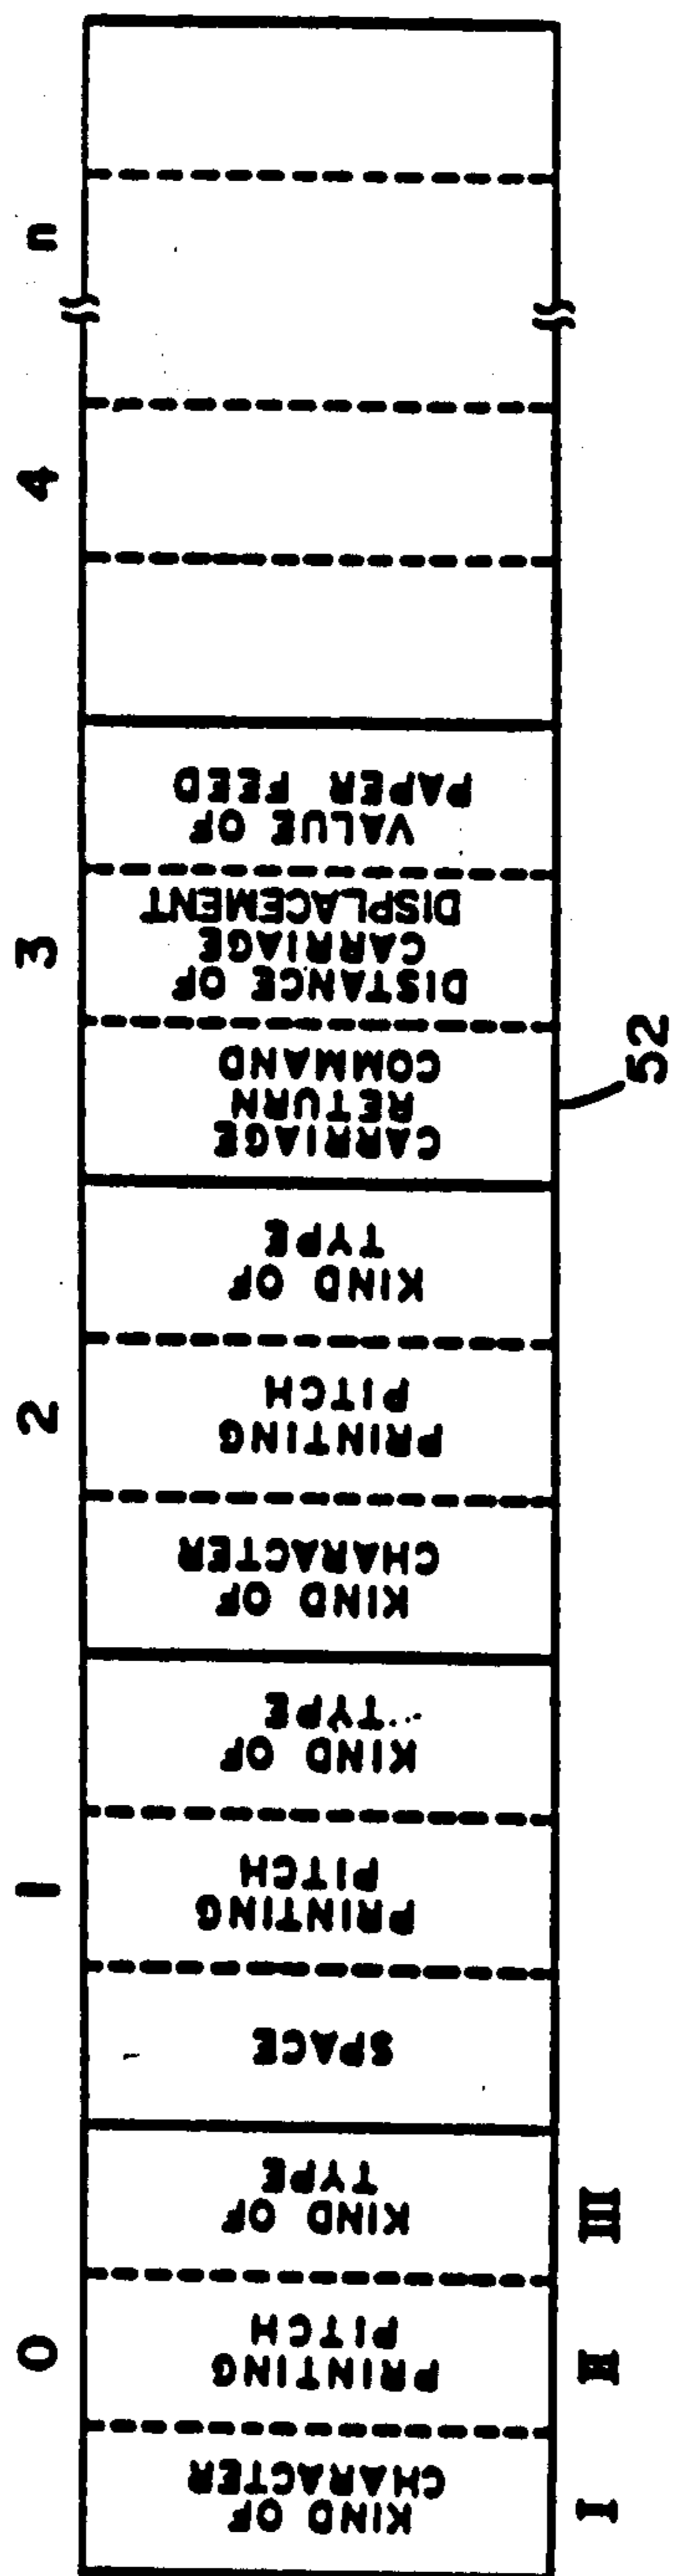 0
1
2
3
4
n
KIND OF
CHARACTER
PRINTING
PITCH
KIND OF
TYPE
SPACE
PRINTING
PITCH
KIND OF
TYPE
KIND OF
CHARACTER
PRINTING
PITCH
KIND OF
TYPE
CARRIAGE
RETURN
COMMAND
DISTANCE OF
CARRIAGE
DISPLACEMENT
VALUE OF
PAPER FEED
I
II
III
52